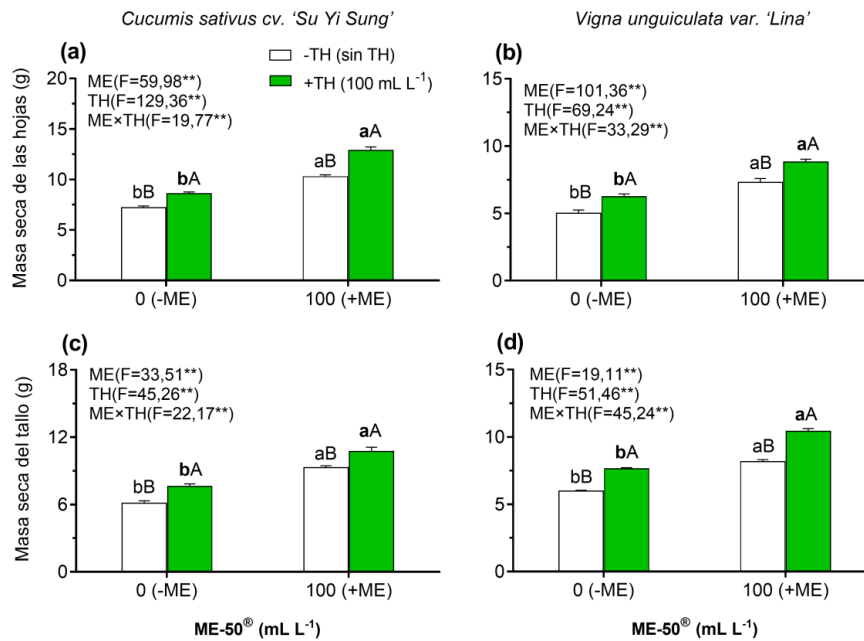 Cucumis sativus cv. ‘Su Yi Sung’
Vigna unguiculata var. ‘Lina’
(a)
-TH (sin TH)
+TH (100 mL L⁻¹)
ME(F=59,98**)
TH(F=129,36**)
ME×TH(F=19,77**)
Masa seca de las hojas (g)
20
15
10
5
0
bB
bA
aB
aA
0 (-ME)
100 (+ME)
(b)
ME(F=101,36**)
TH(F=69,24**)
ME×TH(F=33,29**)
15
10
5
0
bB
bA
aB
aA
0 (-ME)
100 (+ME)
(c)
ME(F=33,51**)
TH(F=45,26**)
ME×TH(F=22,17**)
Masa seca del tallo (g)
18
12
6
0
bB
bA
aB
aA
0 (-ME)
100 (+ME)
ME-50® (mL L⁻¹)
(d)
ME(F=19,11**)
TH(F=51,46**)
ME×TH(F=45,24**)
15
10
5
0
bB
bA
aB
aA
0 (-ME)
100 (+ME)
ME-50® (mL L⁻¹)